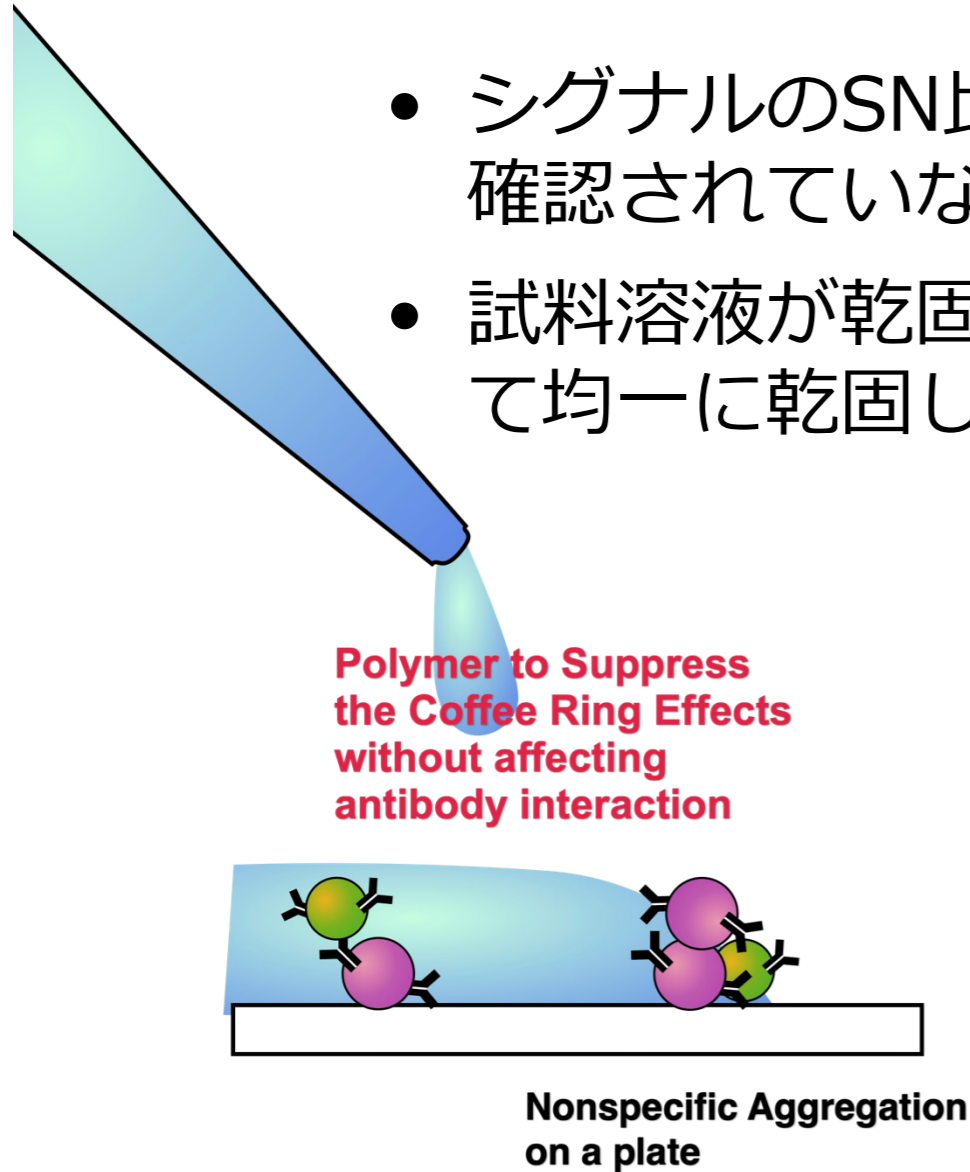 • シグナルのSN比
確認されていな
• 試料溶液が乾固
て均一に乾固し
Polymer to Suppress
the Coffee Ring Effects
without affecting
antibody interaction
Nonspecific Aggregation
on a plate